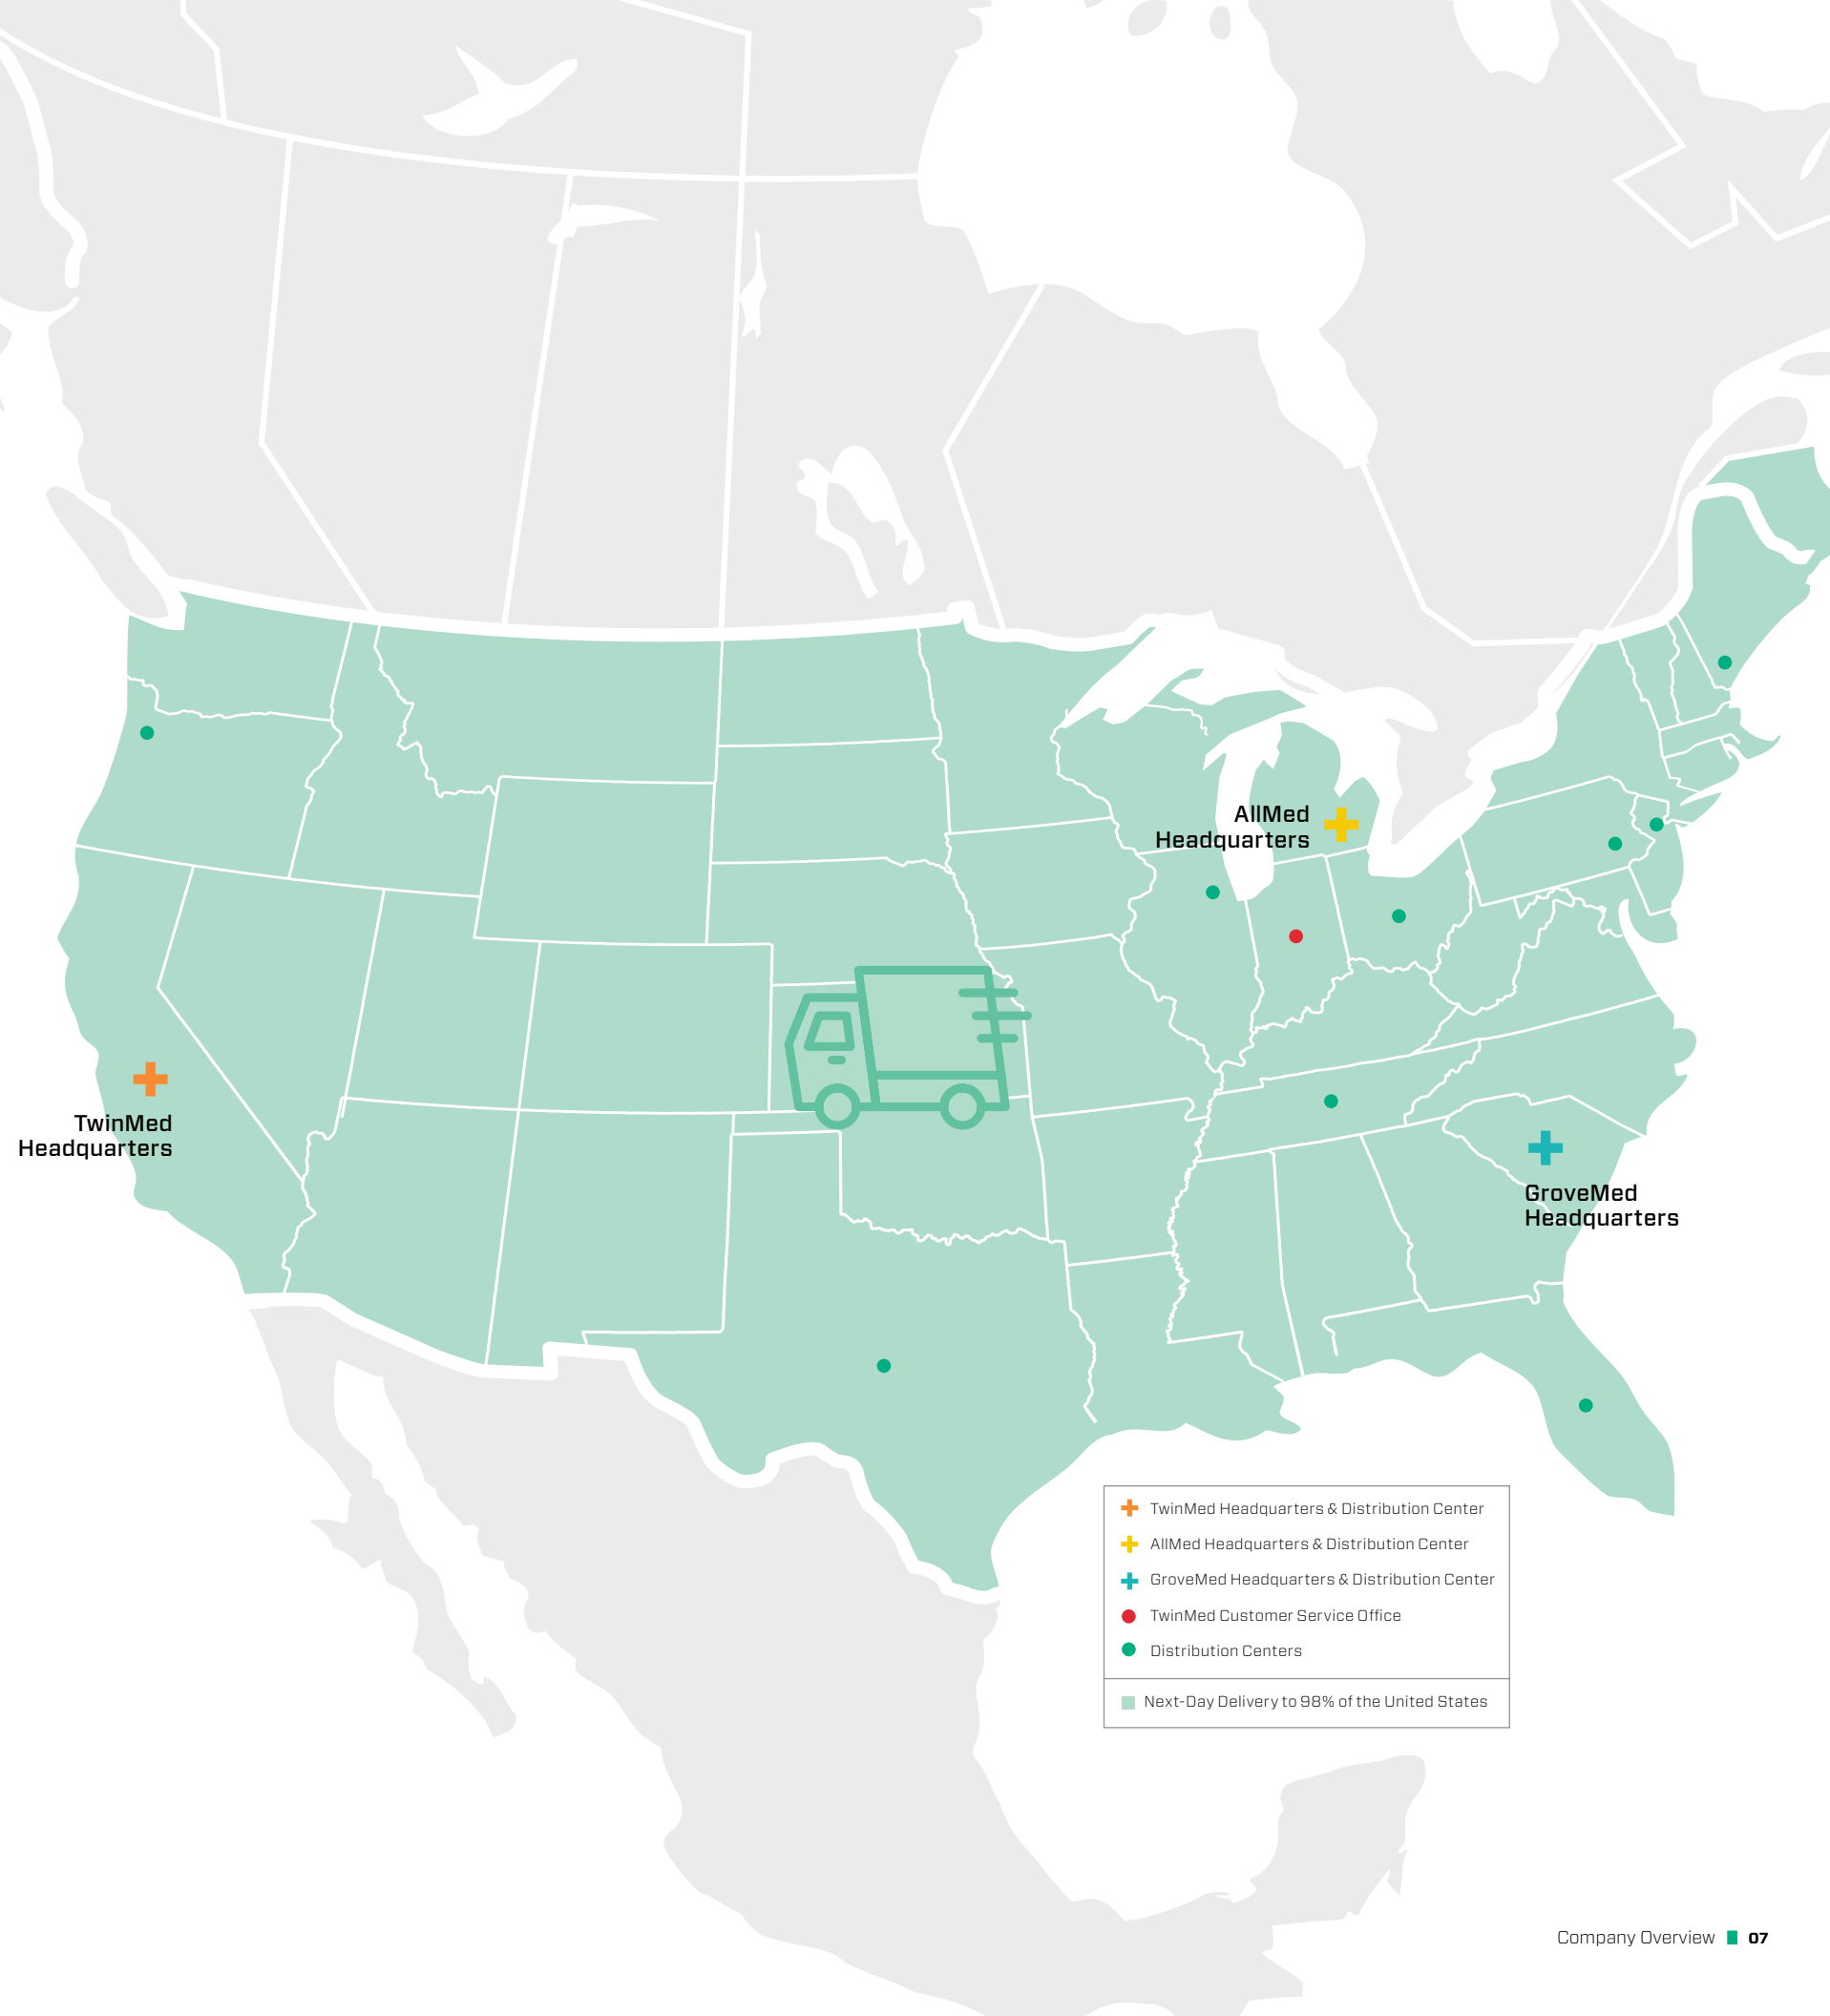 AllMed
Headquarters
TwinMed
Headquarters
GroveMed
Headquarters
TwinMed Headquarters & Distribution Center
AllMed Headquarters & Distribution Center
GroveMed Headquarters & Distribution Center
TwinMed Customer Service Office
Distribution Centers
Next-Day Delivery to 98% of the United States
Company Overview 07